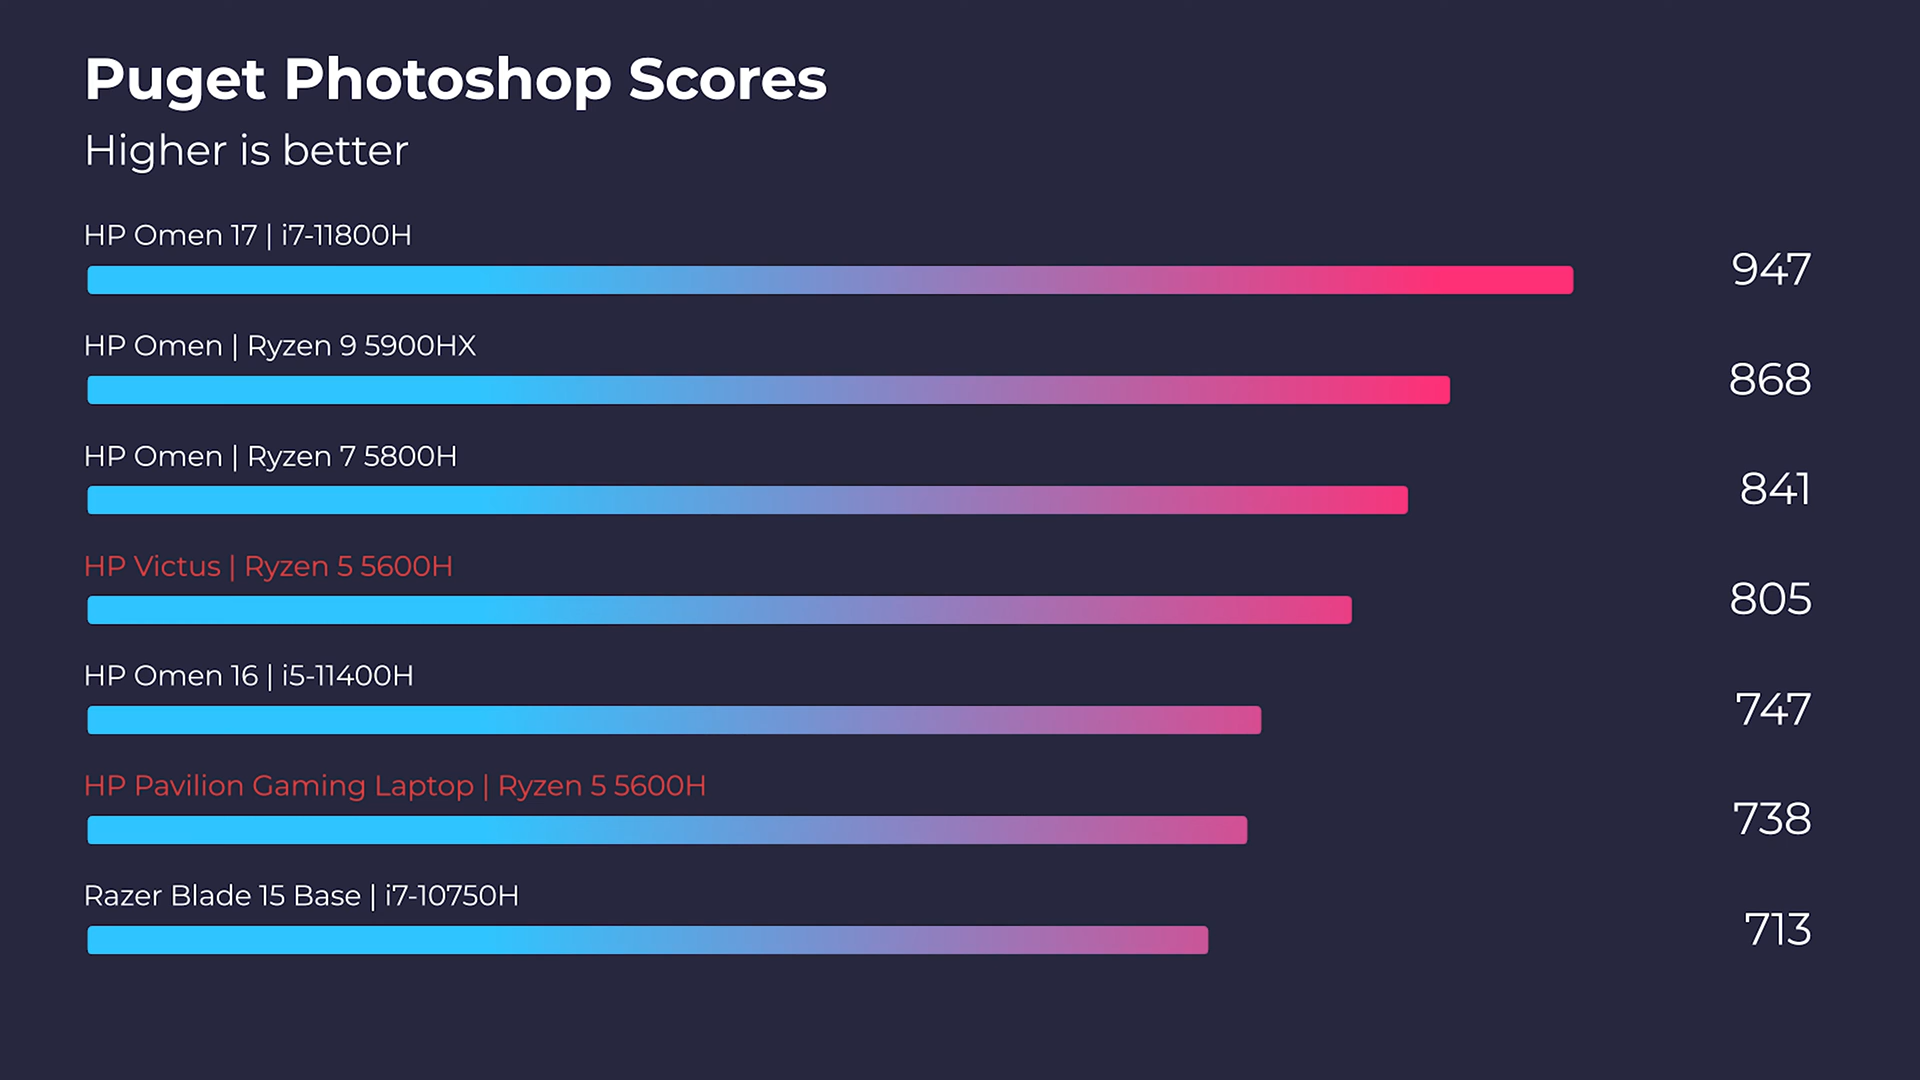 Puget Photoshop Scores
Higher is better
HP Omen 17 | i7-11800H
947
HP Omen | Ryzen 9 5900HX
868
HP Omen | Ryzen 7 5800H
841
HP Victus | Ryzen 5 5600H
805
HP Omen 16 | i5-11400H
747
HP Pavilion Gaming Laptop | Ryzen 5 5600H
738
Razer Blade 15 Base | i7-10750H
713